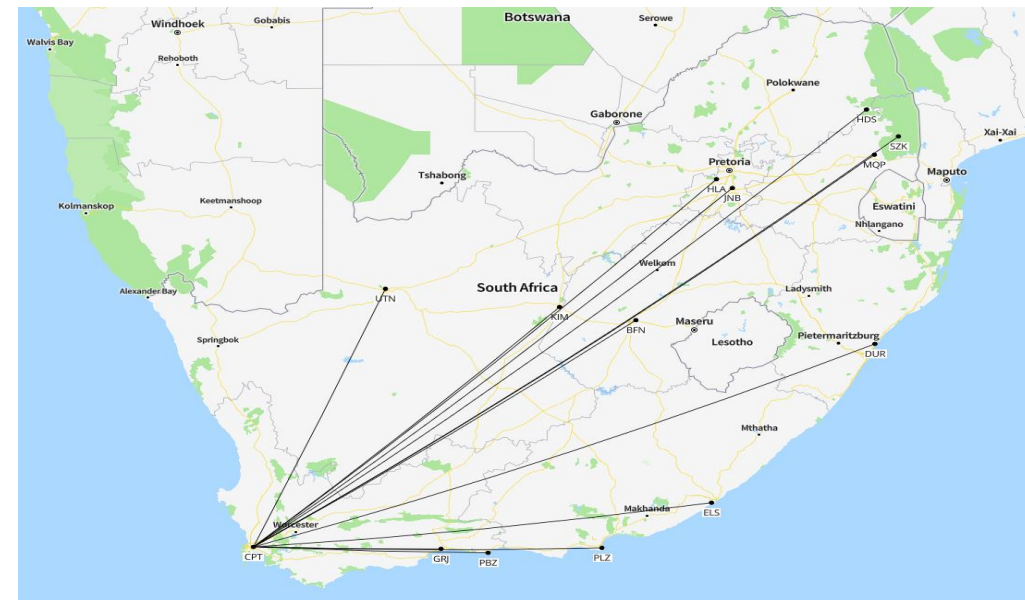 Botswana
Serowe
Windhoek
Gobabis
Walvis Bay
Rehoboth
Polokwane
Gaborone
HDS
Xai-Xai
SZK
MQP
Pretoria
Maputo
Tshabong
HLA
JNB
Keetmanshoop
Kolmanskop
Eswatini
Nhlangano
Welkom
South Africa
Alexander Bay
UTN
Ladysmith
KIM
BFN
Maseru
Lesotho
Pietermaritzburg
Springbok
DUR
Mthatha
Makhanda
ELS
Worcester
CPT
GRJ
PBZ
PLZ